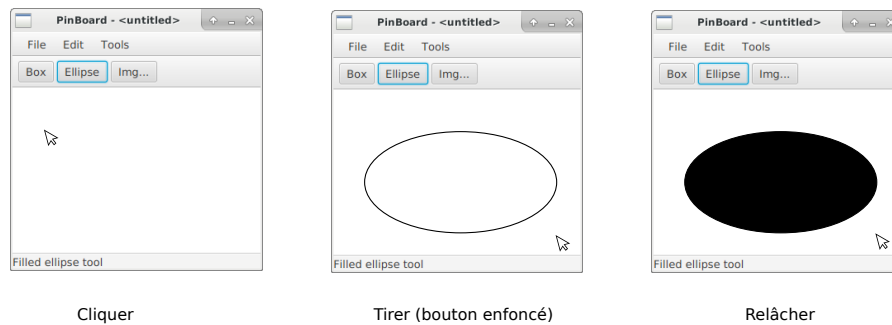 PinBoard - <untitled>
File Edit Tools
Box Ellipse Img...
Filled ellipse tool
Cliquer
PinBoard - <untitled>
File Edit Tools
Box Ellipse Img...
Filled ellipse tool
Tirer (bouton enfoncé)
PinBoard - <untitled>
File Edit Tools
Box Ellipse Img...
Filled ellipse tool
Relâcher